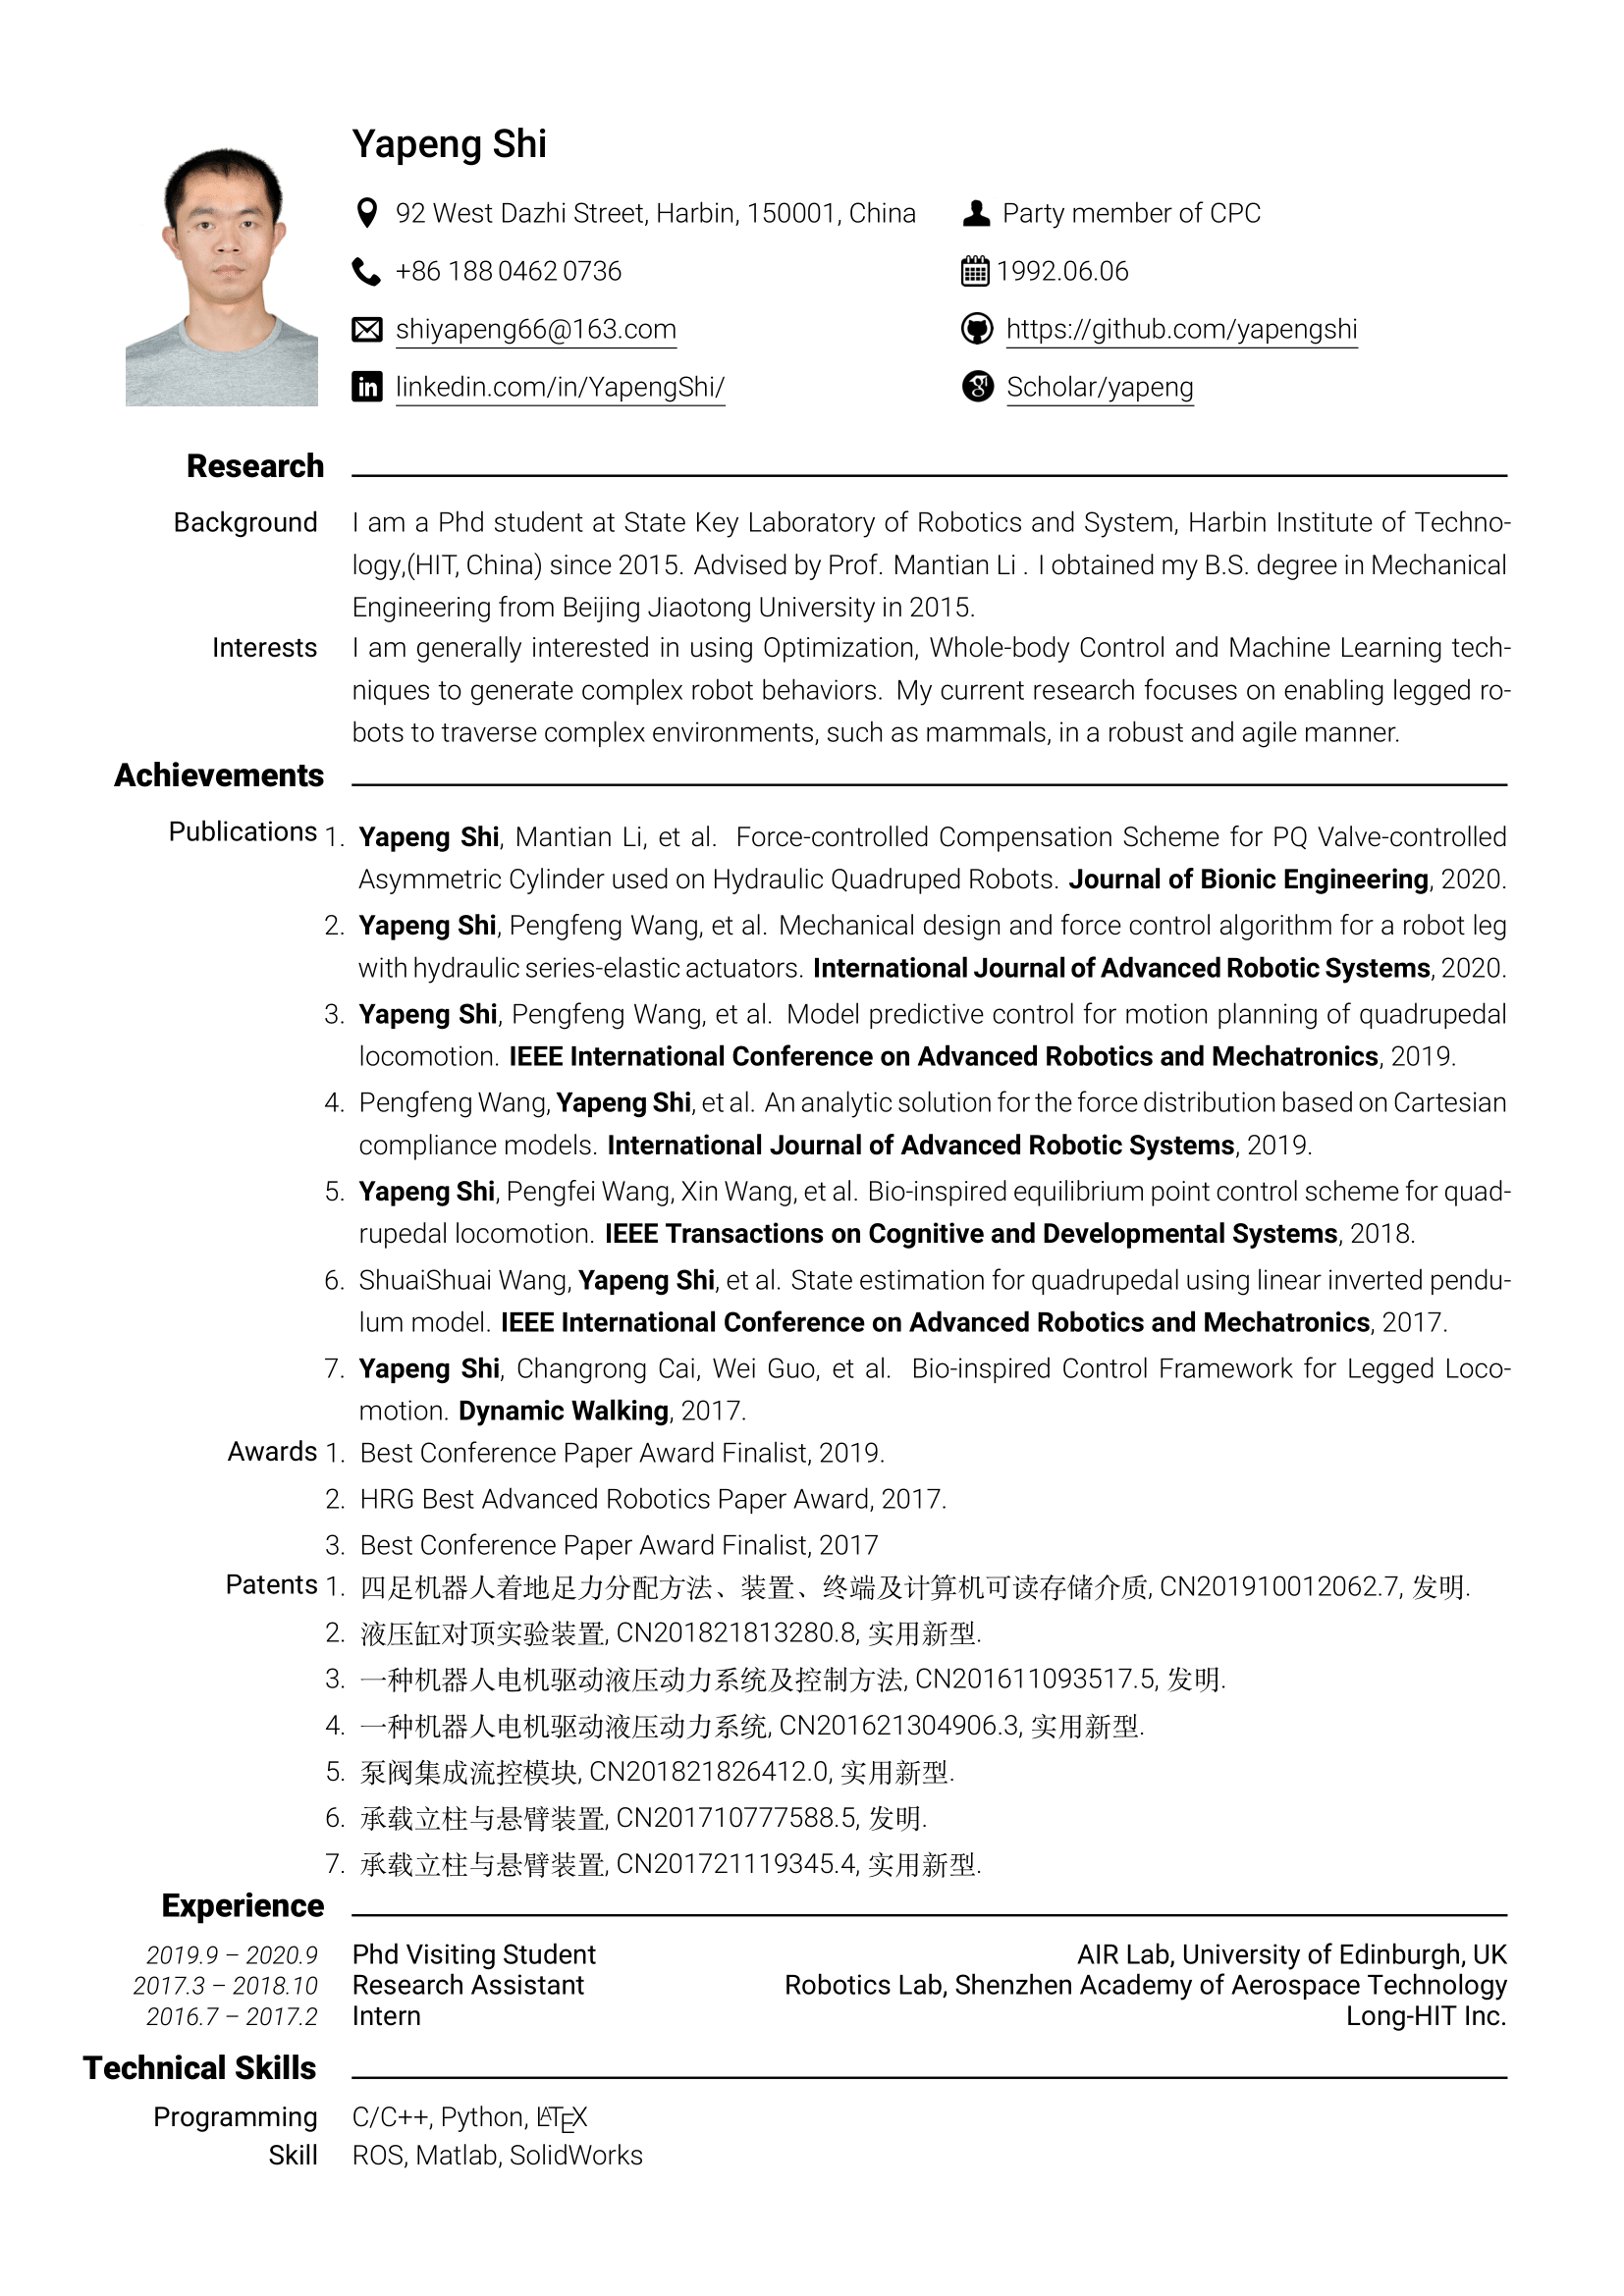 Yapeng Shi
92 West Dazhi Street, Harbin, 150001, China
Party member of CPC
+86 188 0462 0736
1992.06.06
shiyapeng66@163.com
https://github.com/yapengshi
in linkedin.com/in/YapengShi/
g Scholar/yapeng
Research
Background I am a Phd student at State Key Laboratory of Robotics and System, Harbin Institute of Techno-
logy,(HIT, China) since 2015. Advised by Prof. Mantian Li . I obtained my B.S. degree in Mechanical
Engineering from Beijing Jiaotong University in 2015.
Interests I am generally interested in using Optimization, Whole-body Control and Machine Learning tech-
niques to generate complex robot behaviors. My current research focuses on enabling legged ro-
bots to traverse complex environments, such as mammals, in a robust and agile manner.
Achievements
Publications 1. Yapeng Shi, Mantian Li, et al. Force-controlled Compensation Scheme for PQ Valve-controlled
Asymmetric Cylinder used on Hydraulic Quadruped Robots. Journal of Bionic Engineering, 2020.
2. Yapeng Shi, Pengfeng Wang, et al. Mechanical design and force control algorithm for a robot leg
with hydraulic series-elastic actuators. International Journal of Advanced Robotic Systems, 2020.
3. Yapeng Shi, Pengfeng Wang, et al. Model predictive control for motion planning of quadrupedal
locomotion. IEEE International Conference on Advanced Robotics and Mechatronics, 2019.
4. Pengfeng Wang, Yapeng Shi, et al. An analytic solution for the force distribution based on Cartesian
compliance models. International Journal of Advanced Robotic Systems, 2019.
5. Yapeng Shi, Pengfei Wang, Xin Wang, et al. Bio-inspired equilibrium point control scheme for quad-
rupedal locomotion. IEEE Transactions on Cognitive and Developmental Systems, 2018.
6. ShuaiShuai Wang, Yapeng Shi, et al. State estimation for quadrupedal using linear inverted pendu-
lum model. IEEE International Conference on Advanced Robotics and Mechatronics, 2017.
7. Yapeng Shi, Changrong Cai, Wei Guo, et al. Bio-inspired Control Framework for Legged Loco-
motion. Dynamic Walking, 2017.
Awards 1. Best Conference Paper Award Finalist, 2019.
2. HRG Best Advanced Robotics Paper Award, 2017.
3. Best Conference Paper Award Finalist, 2017
Patents 1. 四足机器人着地足力分配方法、装置、终端及计算机可读存储介质, CN201910012062.7, 发明.
2. 液压缸对顶实验装置, CN201821813280.8, 实用新型.
3. 一种机器人电机驱动液压动力系统及控制方法, CN201611093517.5, 发明.
4. 一种机器人电机驱动液压动力系统, CN201621304906.3, 实用新型.
5. 泵阀集成流控模块, CN201821826412.0, 实用新型.
6. 承载立柱与悬臂装置, CN201710777588.5, 发明.
7. 承载立柱与悬臂装置, CN201721119345.4, 实用新型.
Experience
2019.9 – 2020.9 Phd Visiting Student AIR Lab, University of Edinburgh, UK
2017.3 – 2018.10 Research Assistant Robotics Lab, Shenzhen Academy of Aerospace Technology
2016.7 – 2017.2 Intern Long-HIT Inc.
Technical Skills
Programming C/C++, Python, LATEX
Skill ROS, Matlab, SolidWorks